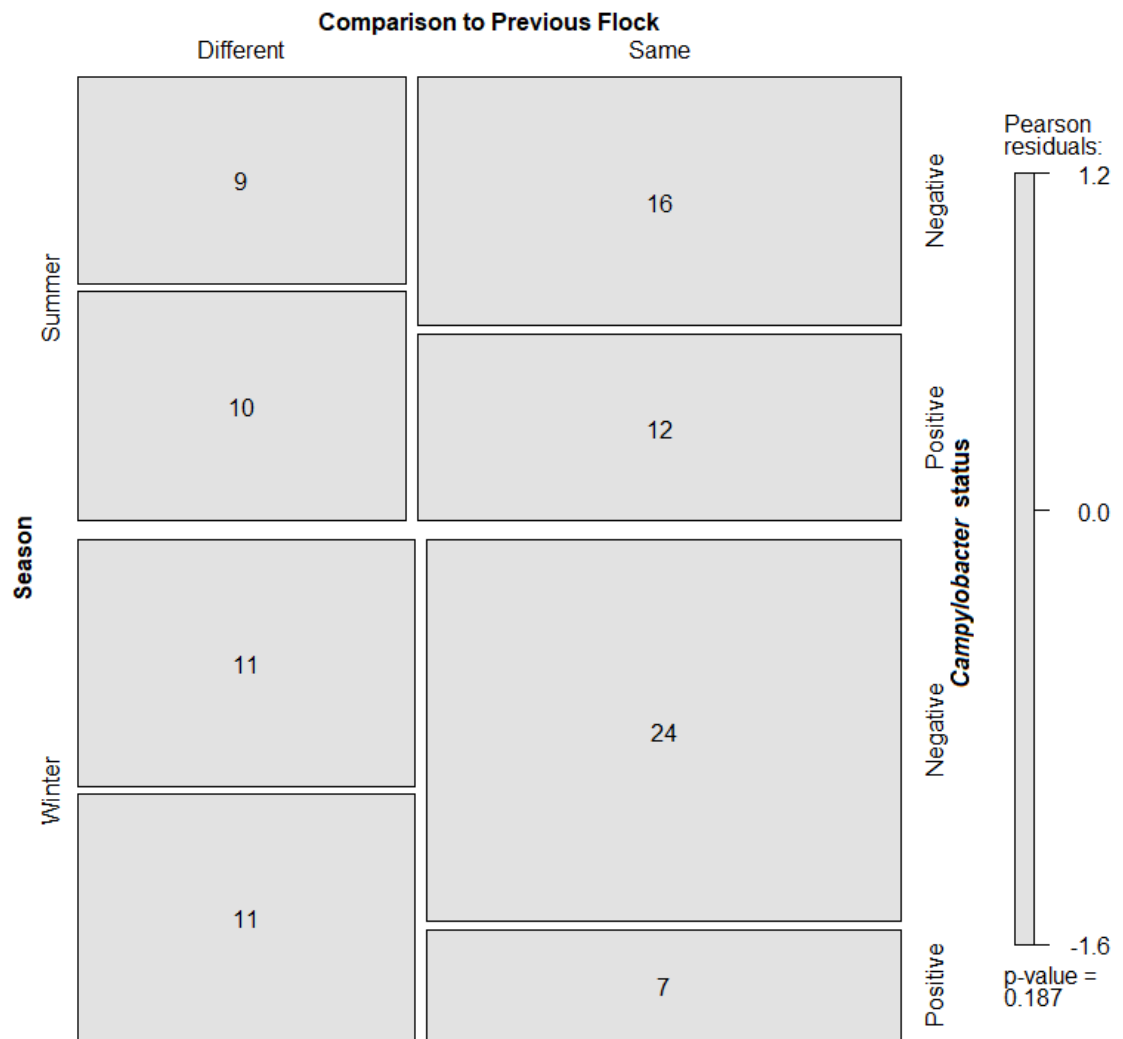 Comparison to Previous Flock
Different
Same
Summer
9
16
Negative
10
12
Positive
Season
Winter
11
24
Negative
11
7
Positive
Campylobacter status
Pearson
residuals:
1.2
0.0
-1.6
p-value =
0.187